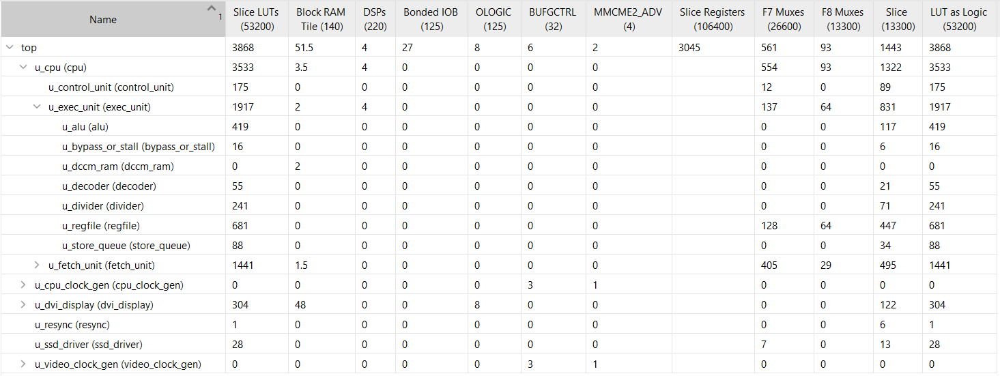 Name 1 Slice LUTs (53200) Block RAM Tile (140) DSPs (220) Bonded IOB (125) OLOGIC (125) BUFGCTRL (32) MMCME2_ADV (4) Slice Registers (106400) F7 Muxes (26600) F8 Muxes (13300) Slice (13300) LUT as Logic (53200)
top 3868 51.5 4 27 8 6 2 3045 561 93 1443 3868
u_cpu (cpu) 3533 3.5 4 0 0 0 0 554 93 1322 3533
u_control_unit (control_unit) 175 0 0 0 0 0 0 12 0 89 175
u_exec_unit (exec_unit) 1917 2 4 0 0 0 0 137 64 831 1917
u_alu (alu) 419 0 0 0 0 0 0 0 0 117 419
u_bypass_or_stall (bypass_or_stall) 16 0 0 0 0 0 0 0 0 6 16
u_dccm_ram (dccm_ram) 0 2 0 0 0 0 0 0 0 0 0
u_decoder (decoder) 55 0 0 0 0 0 0 0 0 21 55
u_divider (divider) 241 0 0 0 0 0 0 0 0 71 241
u_regfile (regfile) 681 0 0 0 0 0 0 128 64 447 681
u_store_queue (store_queue) 88 0 0 0 0 0 0 0 0 34 88
u_fetch_unit (fetch_unit) 1441 1.5 0 0 0 0 0 405 29 495 1441
u_cpu_clock_gen (cpu_clock_gen) 0 0 0 0 0 3 1 0 0 0 0
u_dvi_display (dvi_display) 304 48 0 0 8 0 0 0 0 122 304
u_resync (resync) 1 0 0 0 0 0 0 0 0 6 1
u_ssd_driver (ssd_driver) 28 0 0 0 0 0 0 7 0 13 28
u_video_clock_gen (video_clock_gen) 0 0 0 0 0 3 1 0 0 0 0